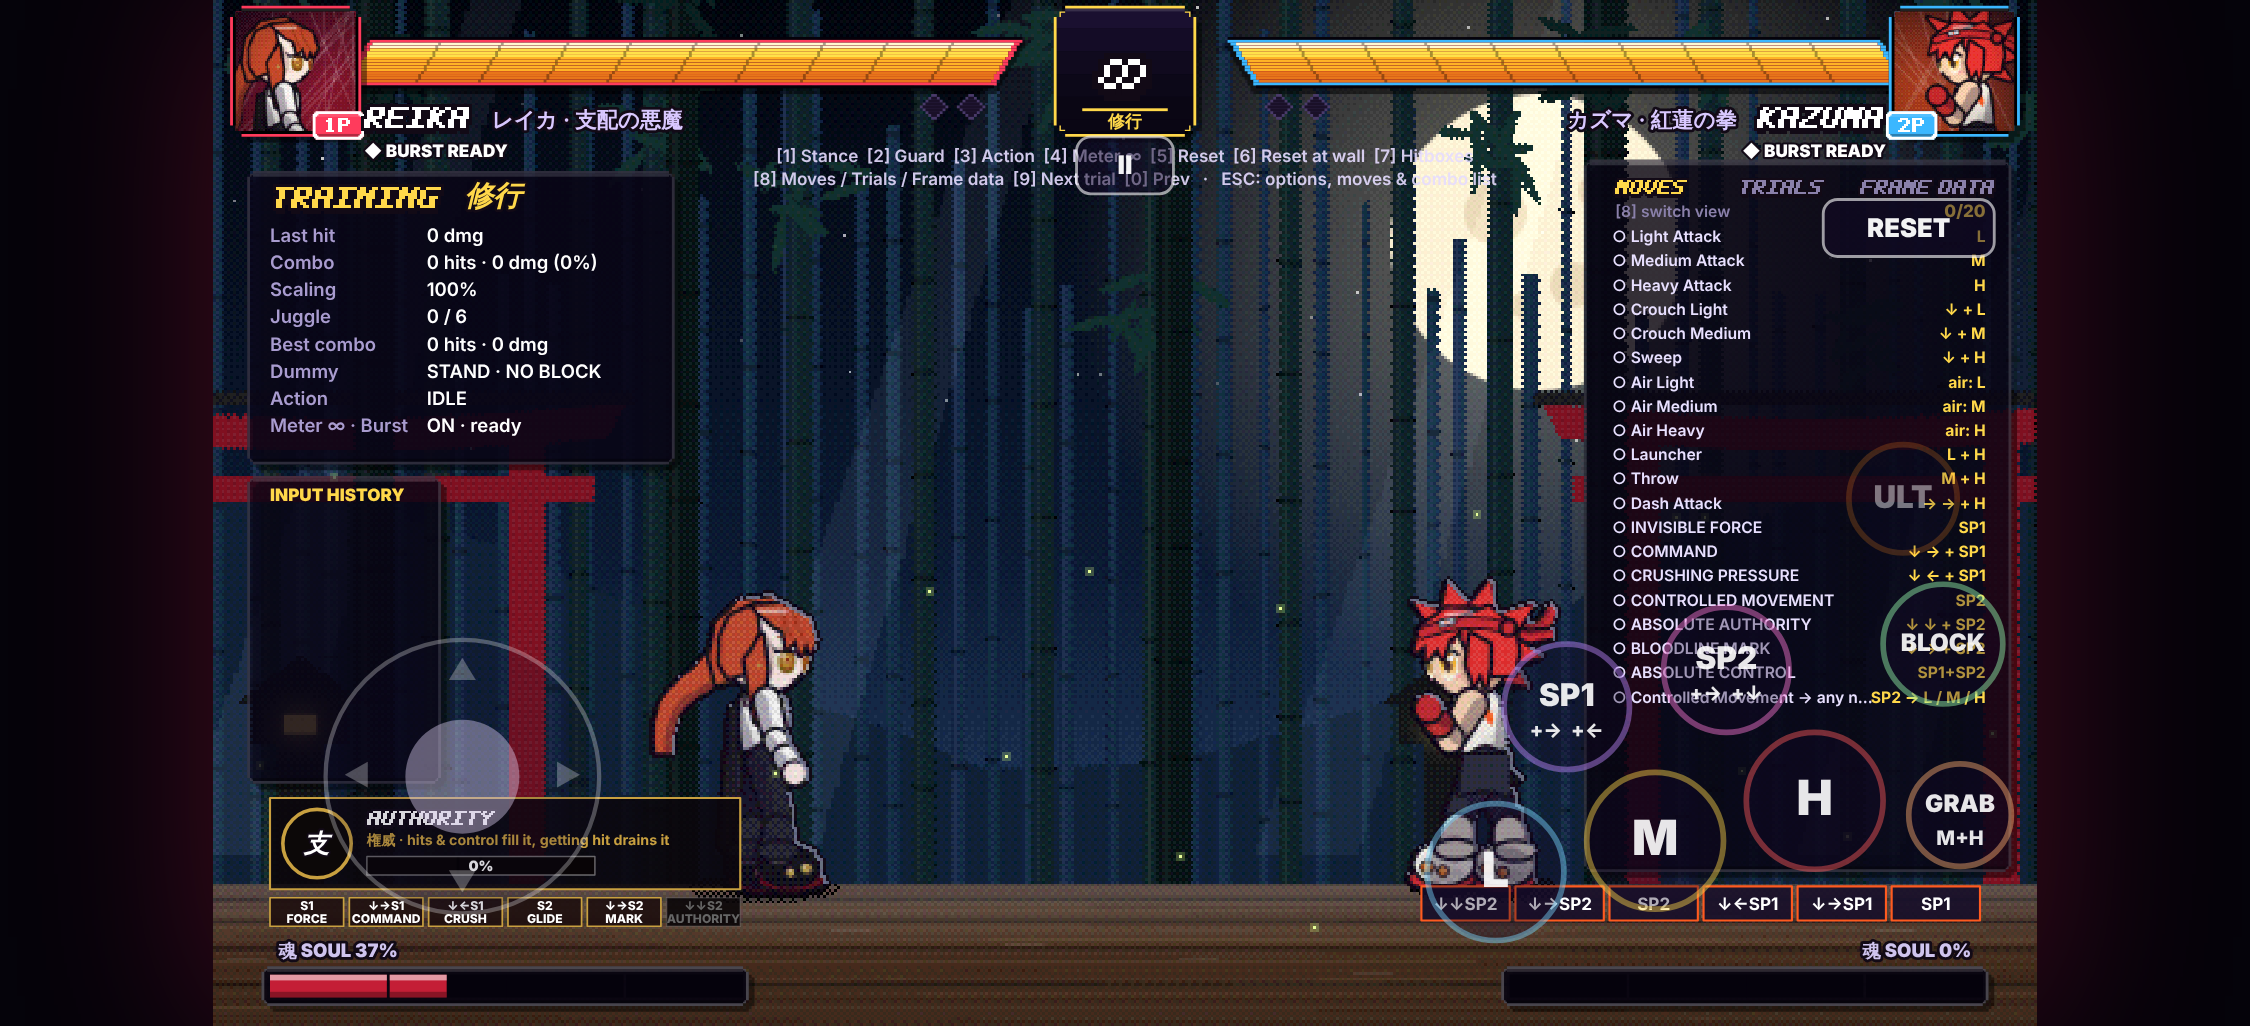 ∞
修行
1P
REIKA レイカ · 支配の悪魔
◆ BURST READY
カズマ · 紅蓮の拳 KAZUMA
2P
◆ BURST READY
[1] Stance [2] Guard [3] Action [4] Meter ∞ [5] Reset [6] Reset at wall [7] Hitboxes
[8] Moves / Trials / Frame data [9] Next trial [0] Prev · ESC: options, moves & combo list
TRAINING 修行
Last hit 0 dmg
Combo 0 hits · 0 dmg (0%)
Scaling 100%
Juggle 0 / 6
Best combo 0 hits · 0 dmg
Dummy STAND · NO BLOCK
Action IDLE
Meter ∞ · Burst ON · ready
INPUT HISTORY
MOVES TRIALS FRAME DATA
[8] switch view 0/20
RESET
○ Light Attack L
○ Medium Attack M
○ Heavy Attack H
○ Crouch Light ↓ + L
○ Crouch Medium ↓ + M
○ Sweep ↓ + H
○ Air Light air: L
○ Air Medium air: M
○ Air Heavy air: H
○ Launcher L + H
○ Throw M + H
○ Dash Attack → → + H
○ INVISIBLE FORCE SP1
○ COMMAND ↓ → + SP1
○ CRUSHING PRESSURE ↓ ← + SP1
○ CONTROLLED MOVEMENT SP2
○ ABSOLUTE AUTHORITY ↓ ↓ + SP2
○ BLOODLINE MARK
○ ABSOLUTE CONTROL SP1+SP2
○ Controlled Movement → any n... SP2 → L / M / H
ULT
BLOCK
SP2
+→ +↓
SP1
+→ +←
H
GRAB
M+H
M
L
支
AUTHORITY
権威 · hits & control fill it, getting hit drains it
0%
S1 FORCE
↓→S1 COMMAND
↓←S1 CRUSH
S2 GLIDE
↓→S2 MARK
↓↓S2 AUTHORITY
↓↓SP2 ↓→SP2 SP2 ↓←SP1 ↓→SP1 SP1
魂 SOUL 37%
魂 SOUL 0%